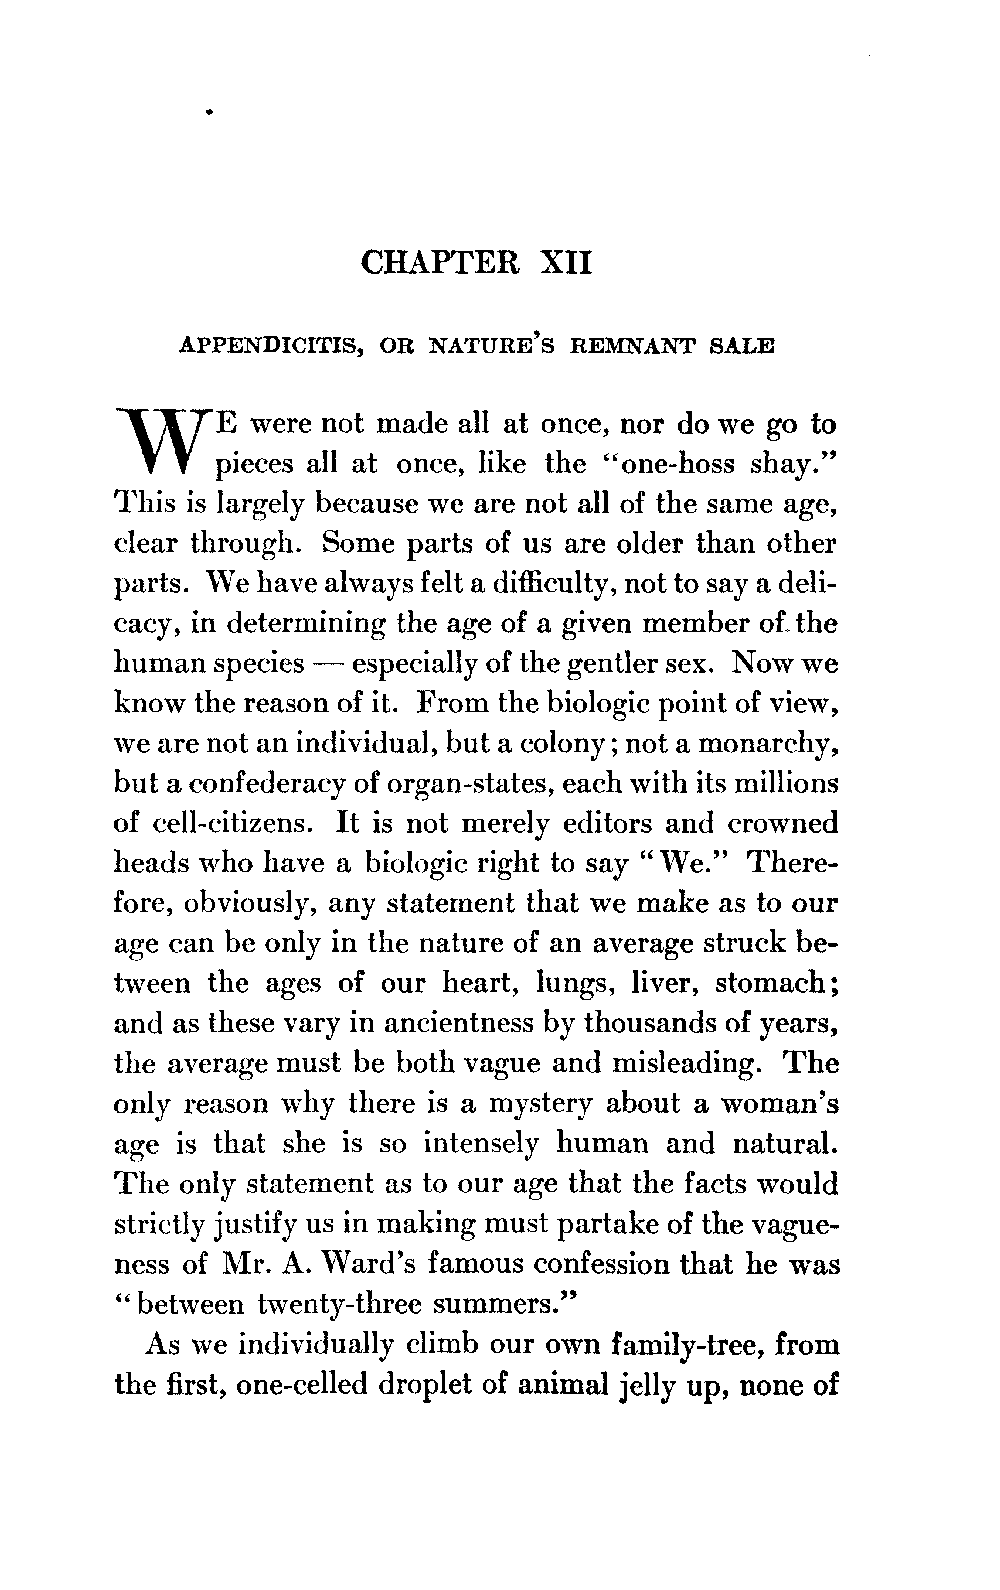 CHAPTER XII
APPENDICITIS, OR NATURE'S REMNANT SALE
WE were not made all at once, nor do we go to
pieces all at once, like the "one-hoss shay."
This is largely because we are not all of the same age,
clear through. Some parts of us are older than other
parts. We have always felt a difficulty, not to say a deli-
cacy, in determining the age of a given member of the
human species — especially of the gentler sex. Now we
know the reason of it. From the biologic point of view,
we are not an individual, but a colony; not a monarchy,
but a confederacy of organ-states, each with its millions
of cell-citizens. It is not merely editors and crowned
heads who have a biologic right to say "We." There-
fore, obviously, any statement that we make as to our
age can be only in the nature of an average struck be-
tween the ages of our heart, lungs, liver, stomach;
and as these vary in ancientness by thousands of years,
the average must be both vague and misleading. The
only reason why there is a mystery about a woman's
age is that she is so intensely human and natural.
The only statement as to our age that the facts would
strictly justify us in making must partake of the vague-
ness of Mr. A. Ward's famous confession that he was
"between twenty-three summers."
As we individually climb our own family-tree, from
the first, one-celled droplet of animal jelly up, none of